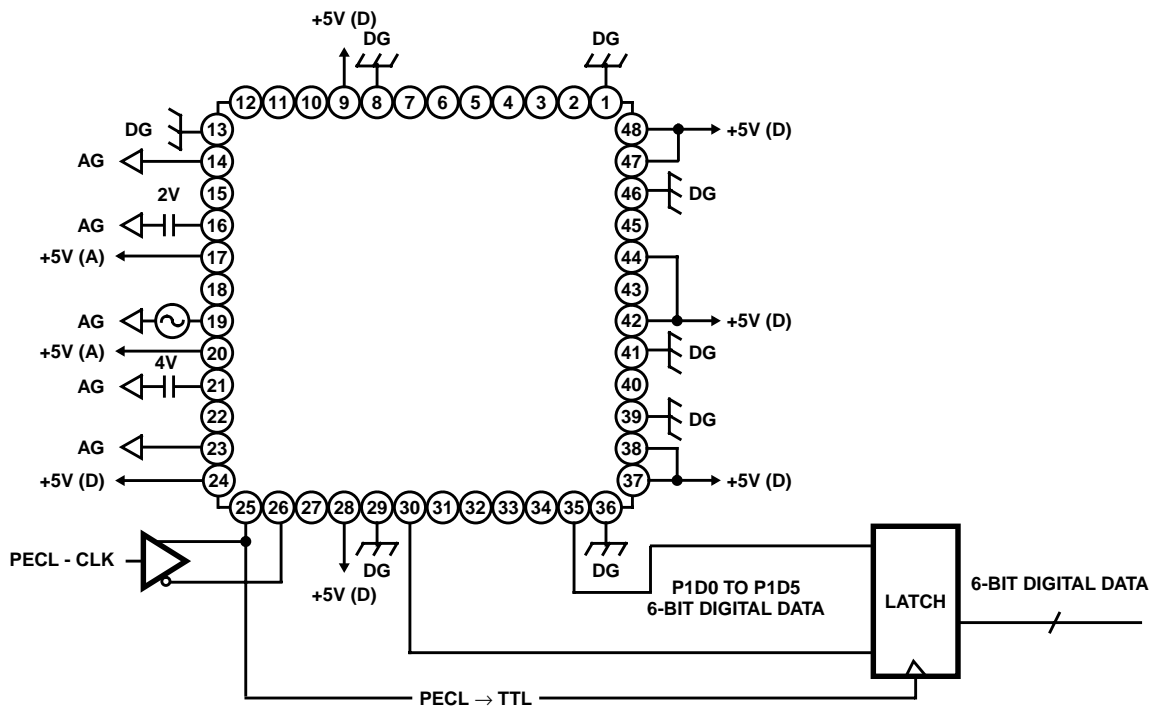 +5V (D)
DG
DG
12 11 10 9 8 7 6 5 4 3 2 1
DG 13
48 +5V (D)
AG 14
47
15
2V
46 DG
AG 16
45
+5V (A) 17
44
18
43
AG 19
42 +5V (D)
+5V (A) 20
41 DG
4V
AG 21
40
22
39 DG
AG 23
38
+5V (D) 24
37 +5V (D)
25 26 27 28 29 30 31 32 33 34 35 36
PECL - CLK
DG
DG
+5V (D)
P1D0 TO P1D5
6-BIT DIGITAL DATA
LATCH
6-BIT DIGITAL DATA
PECL → TTL